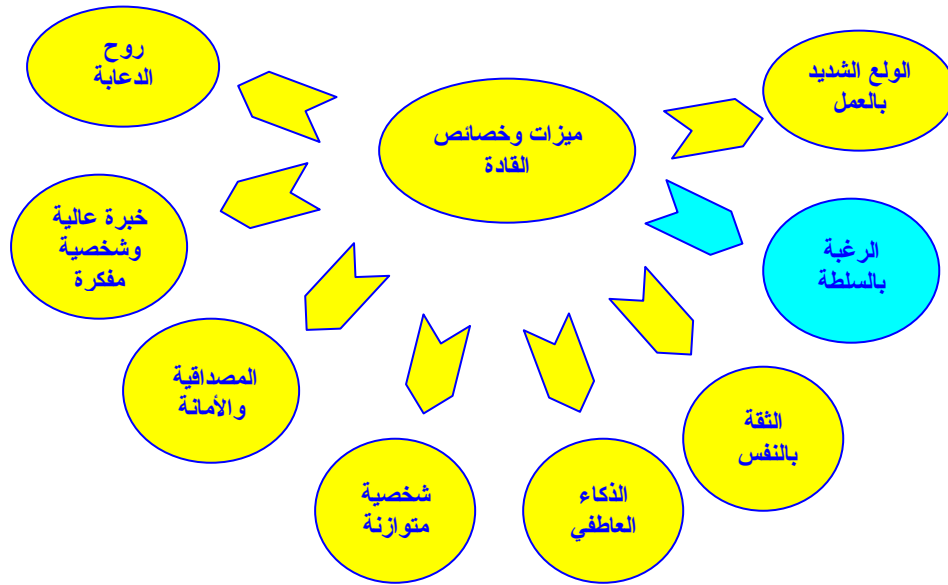 ميزات وخصائص
القادة
الولع الشديد
بالعمل
الرغبة
بالسلطة
الثقة
بالنفس
الذكاء
العاطفي
شخصية
متوازنة
المصداقية
والأمانة
خبرة عالية
وشخصية
مفكرة
روح
الدعابة